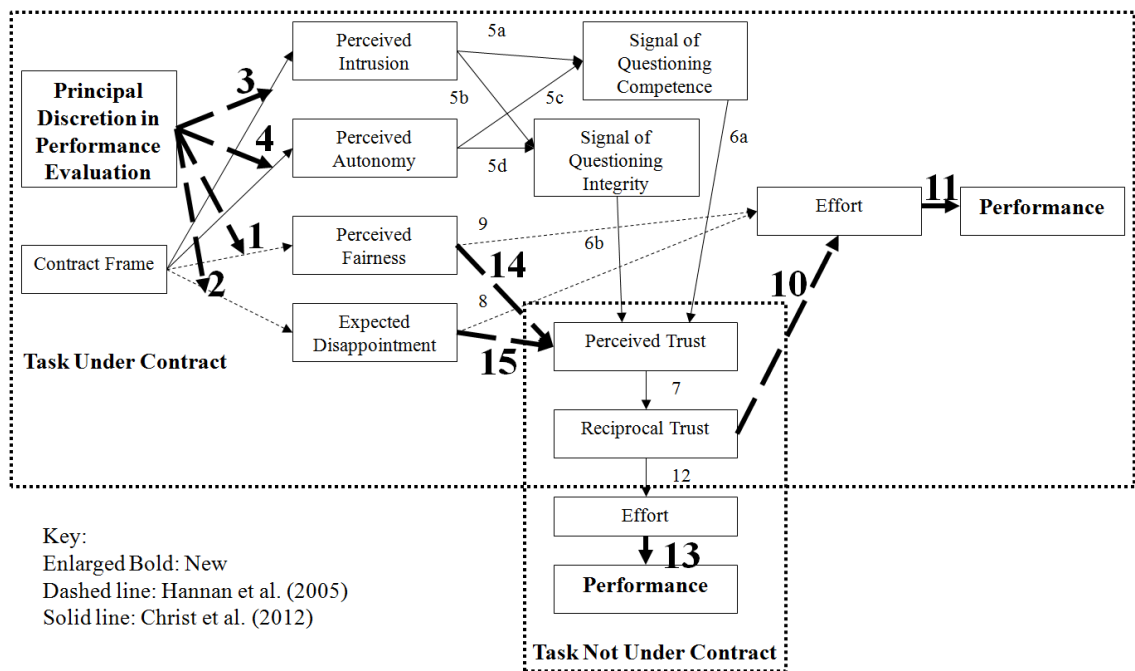 Perceived
Intrusion
5a
Signal of
Questioning
Competence
Principal
Discretion in
Performance
Evaluation
3
5b
5c
4
Perceived
Autonomy
5d
Signal of
Questioning
Integrity
6a
Effort
11
Performance
Contract Frame
1
2
Perceived
Fairness
9
6b
14
10
8
Expected
Disappointment
15
Task Under Contract
Perceived Trust
7
Reciprocal Trust
12
Effort
13
Performance
Key:
Enlarged Bold: New
Dashed line: Hannan et al. (2005)
Solid line: Christ et al. (2012)
Task Not Under Contract